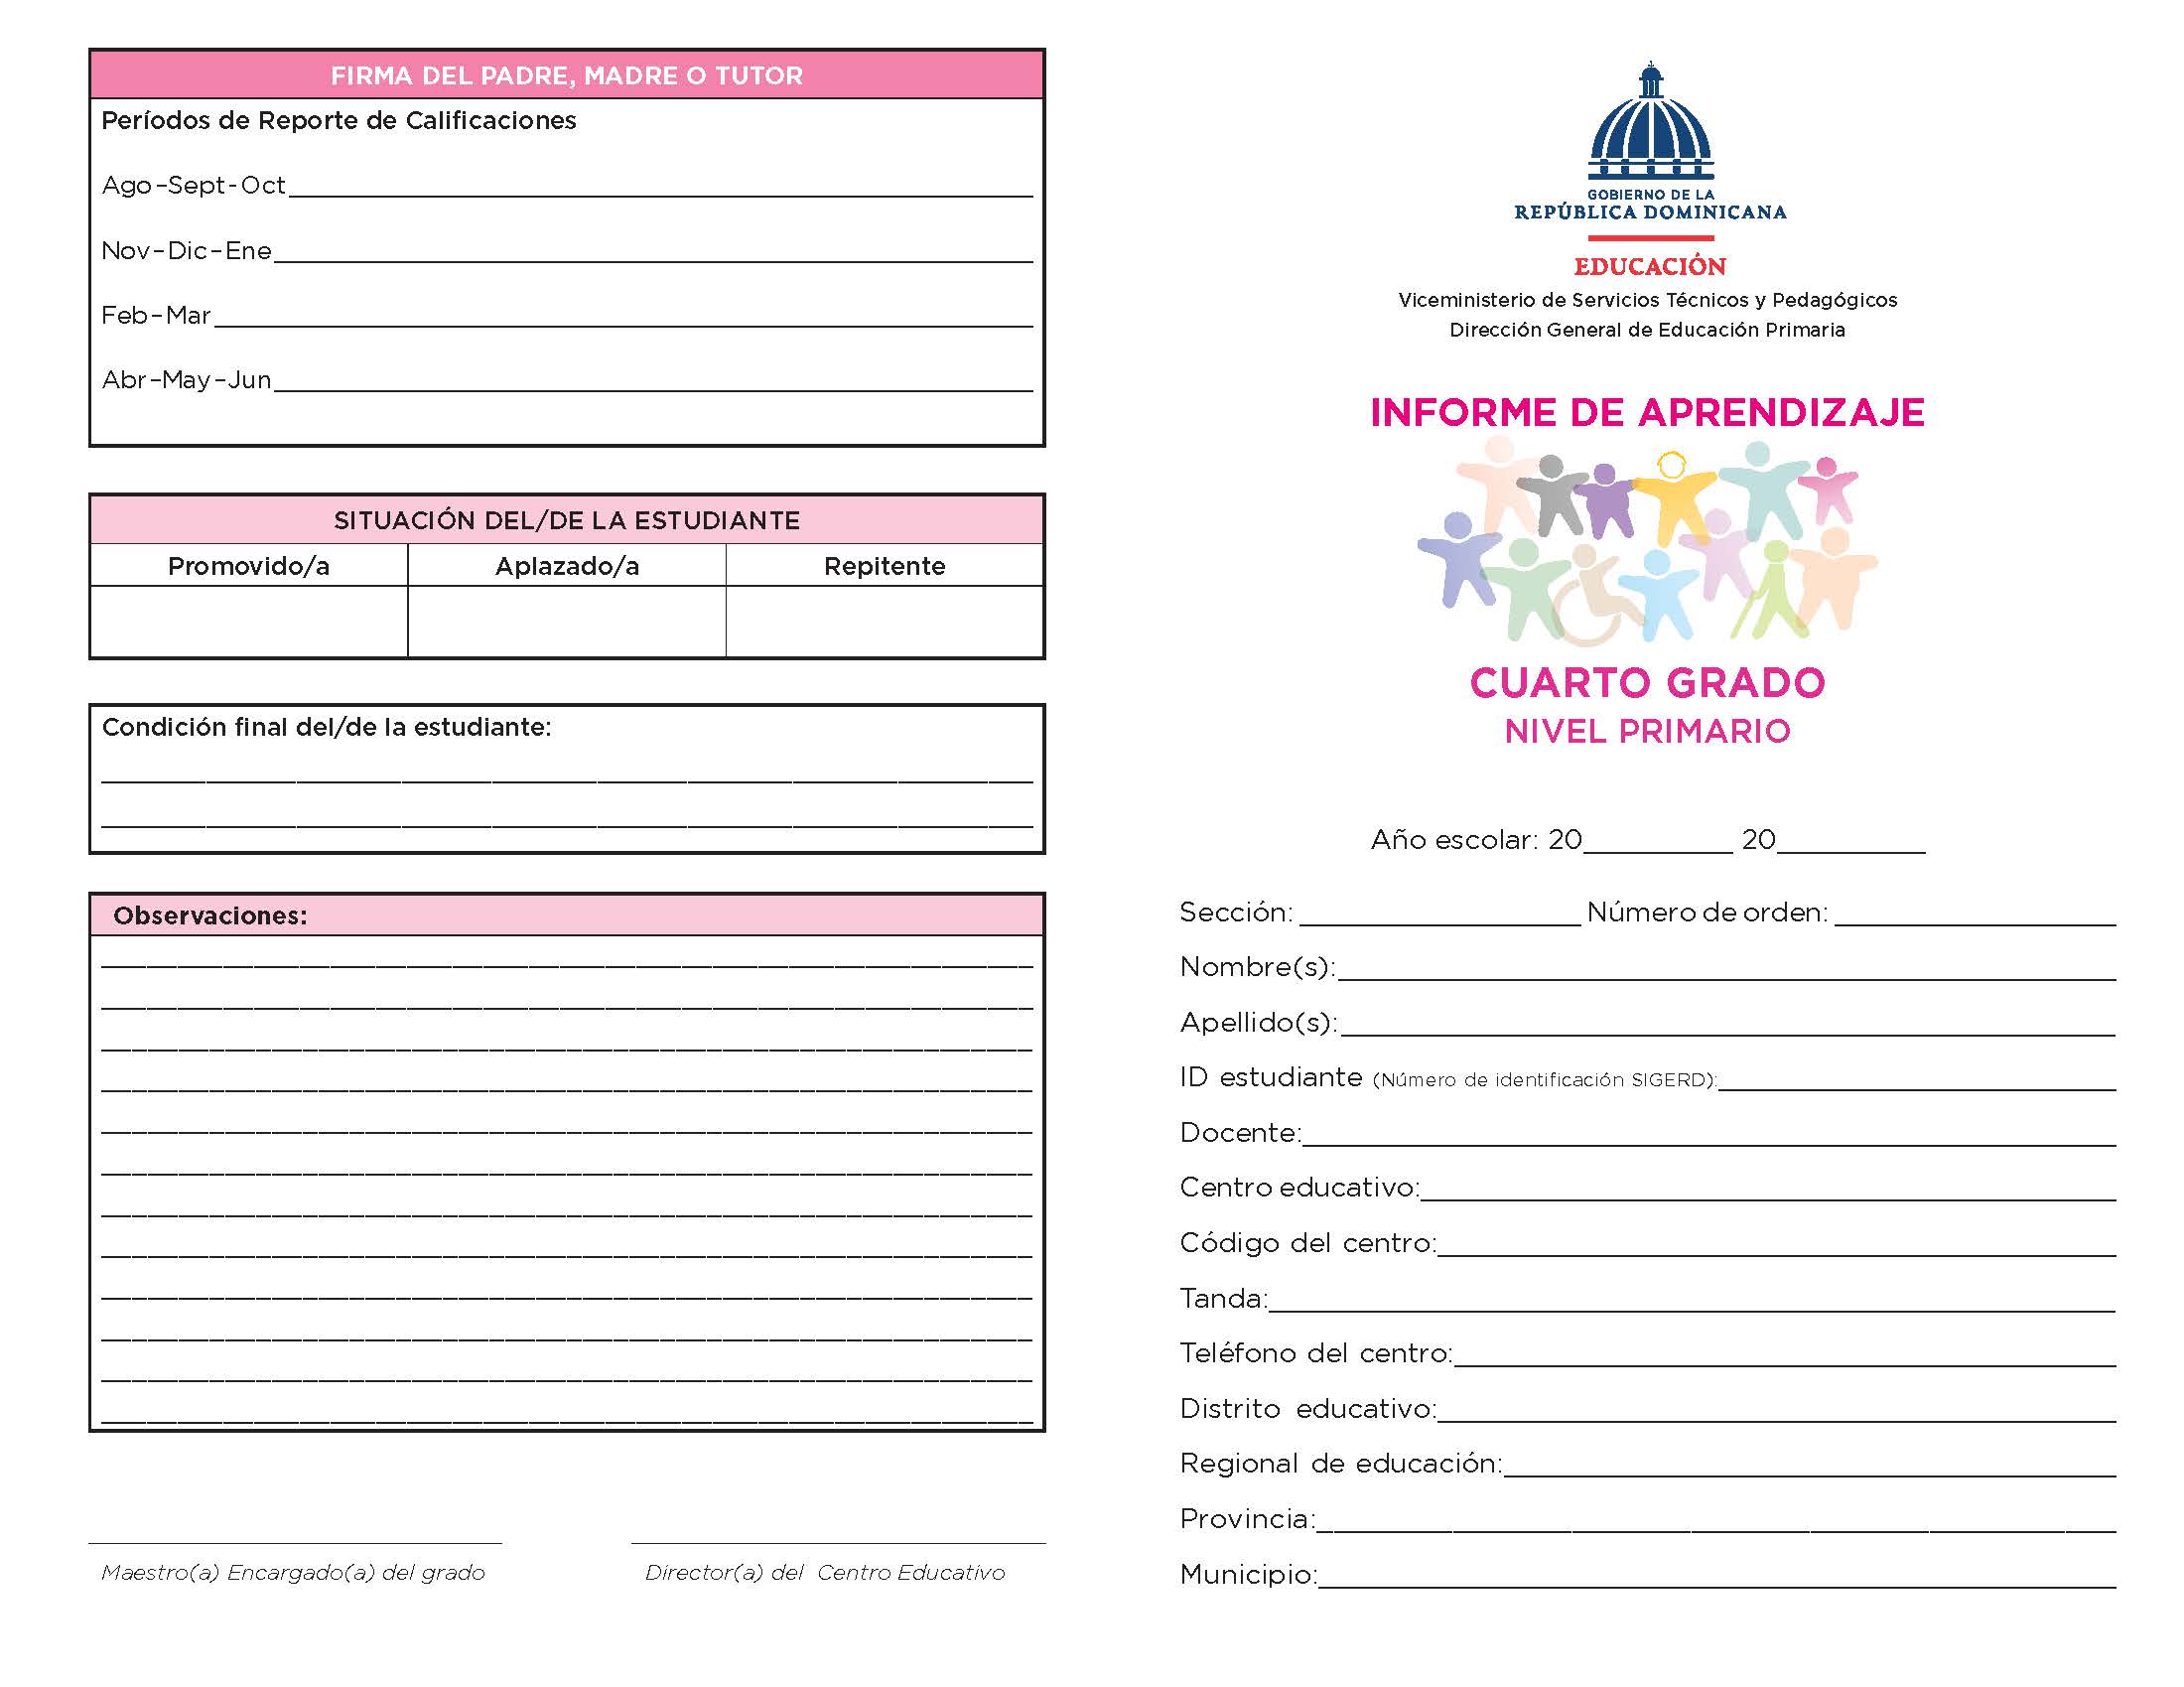 FIRMA DEL PADRE, MADRE O TUTOR
Períodos de Reporte de Calificaciones
Ago–Sept-Oct
Nov–Dic–Ene
Feb–Mar
Abr–May–Jun
SITUACIÓN DEL/DE LA ESTUDIANTE
Promovido/a Aplazado/a Repitente
Condición final del/de la estudiante:
Observaciones:
Maestro(a) Encargado(a) del grado Director(a) del Centro Educativo
GOBIERNO DE LA
REPÚBLICA DOMINICANA
EDUCACIÓN
Viceministerio de Servicios Técnicos y Pedagógicos
Dirección General de Educación Primaria
INFORME DE APRENDIZAJE
CUARTO GRADO
NIVEL PRIMARIO
Año escolar: 20__________ 20__________
Sección: Número de orden:
Nombre(s):
Apellido(s):
ID estudiante (Número de identificación SIGERD):
Docente:
Centro educativo:
Código del centro:
Tanda:
Teléfono del centro:
Distrito educativo:
Regional de educación:
Provincia:
Municipio: